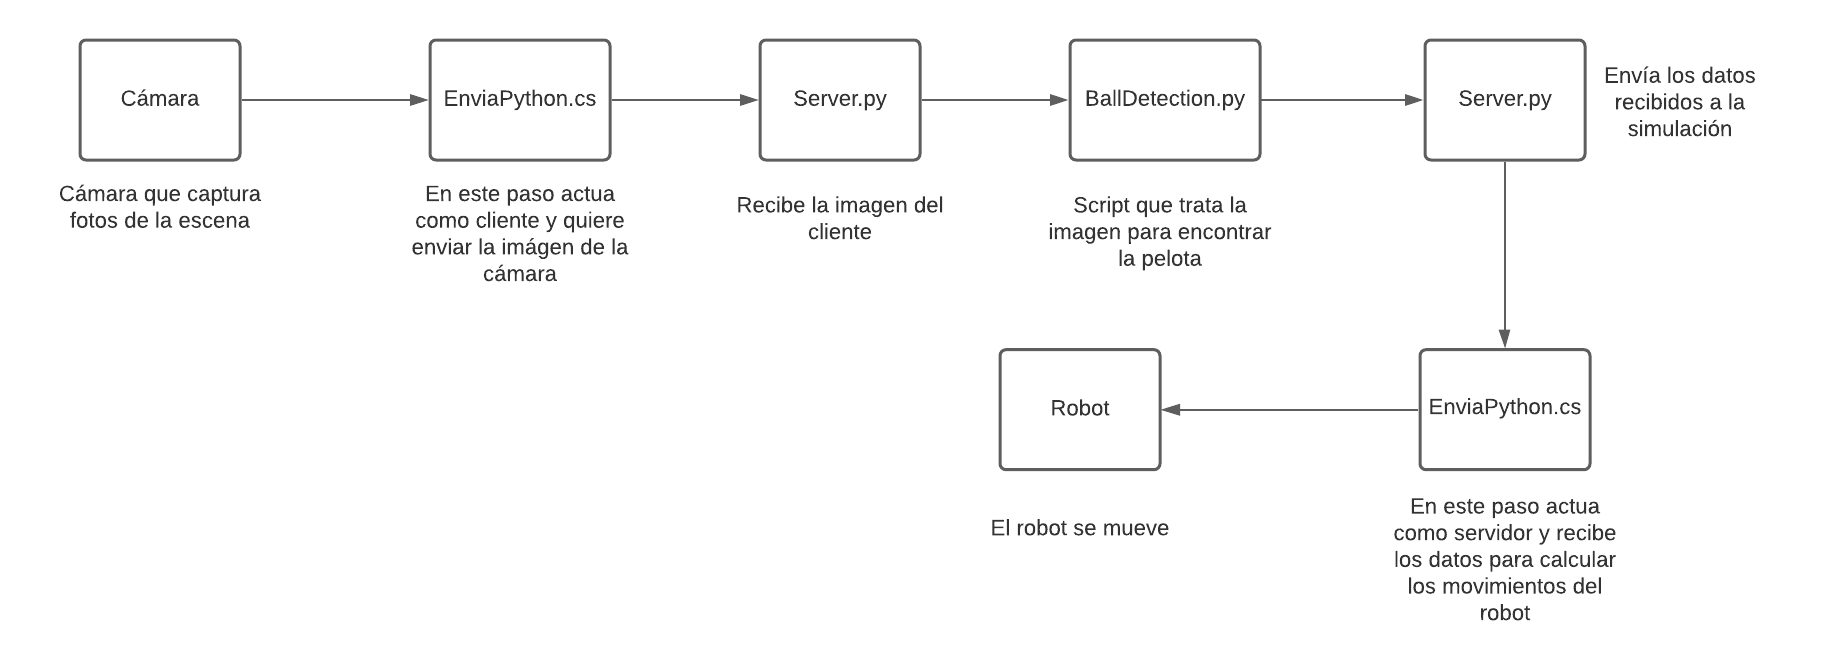 Cámara
EnviaPython.cs
Server.py
BallDetection.py
Server.py
Envía los datos
recibidos a la
simulación
Cámara que captura
fotos de la escena
En este paso actua
como cliente y quiere
enviar la imágen de la
cámara
Recibe la imagen del
cliente
Script que trata la
imagen para encontrar
la pelota
Robot
EnviaPython.cs
El robot se mueve
En este paso actua
como servidor y recibe
los datos para calcular
los movimientos del
robot